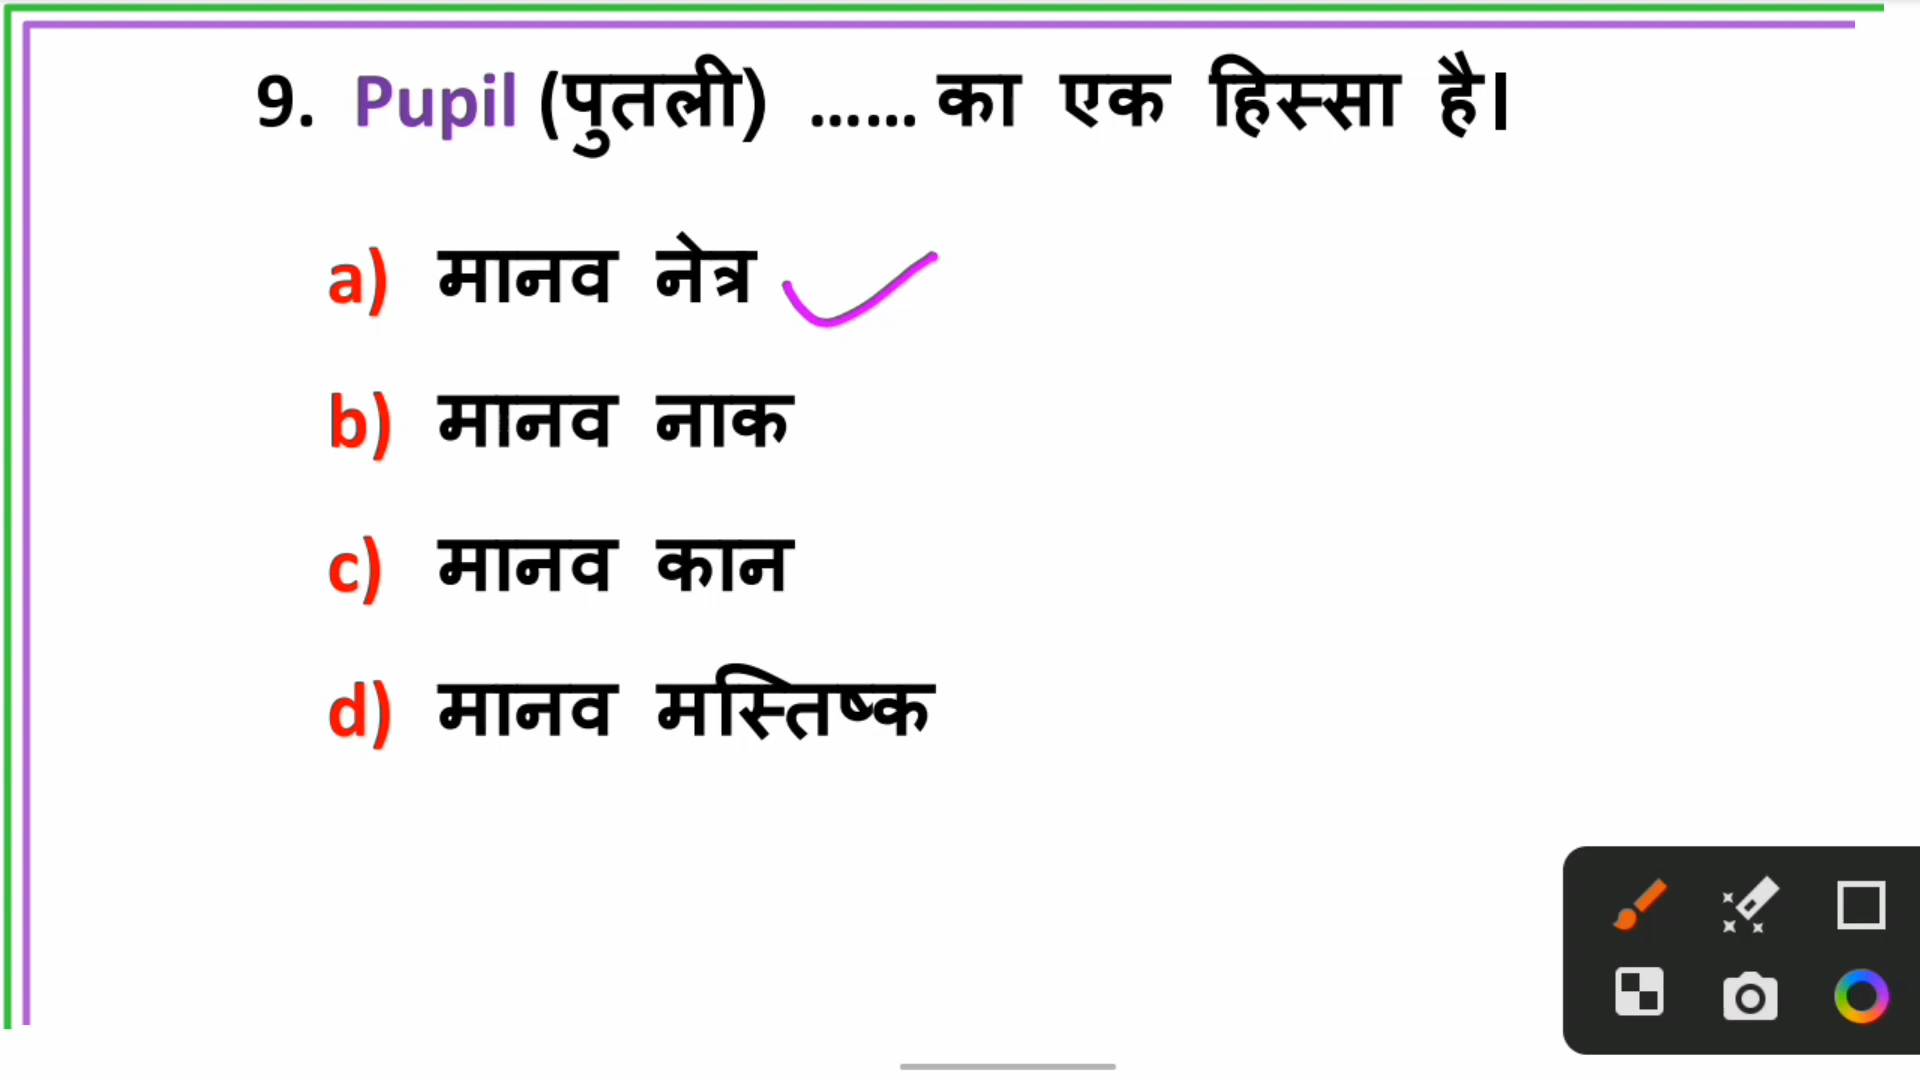 9. Pupil (पुतली) ...... का एक हिस्सा है।
a) मानव नेत्र
b) मानव नाक
c) मानव कान
d) मानव मस्तिष्क